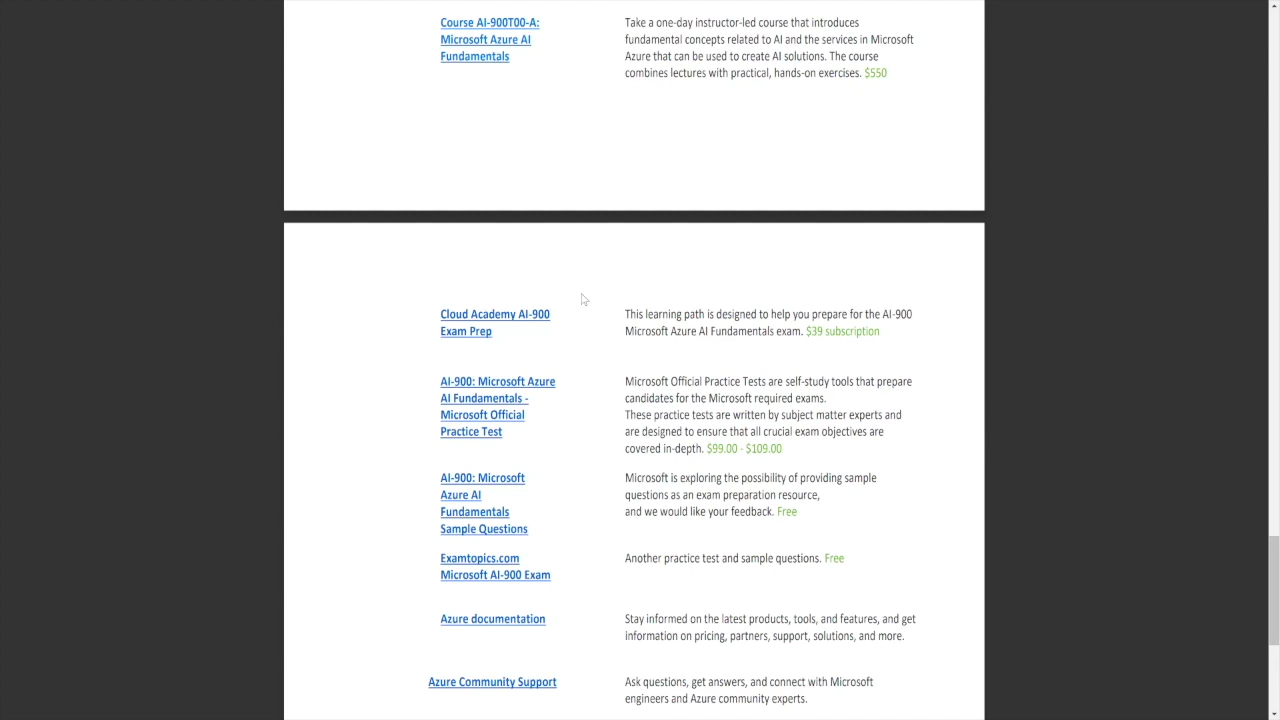 Course AI-900T00-A:
Microsoft Azure AI
Fundamentals
Take a one-day instructor-led course that introduces
fundamental concepts related to AI and the services in Microsoft
Azure that can be used to create AI solutions. The course
combines lectures with practical, hands-on exercises. $550
Cloud Academy AI-900
Exam Prep
This learning path is designed to help you prepare for the AI-900
Microsoft Azure AI Fundamentals exam. $39 subscription
AI-900: Microsoft Azure
AI Fundamentals -
Microsoft Official
Practice Test
Microsoft Official Practice Tests are self-study tools that prepare
candidates for the Microsoft required exams.
These practice tests are written by subject matter experts and
are designed to ensure that all crucial exam objectives are
covered in-depth. $99.00 - $109.00
AI-900: Microsoft
Azure AI
Fundamentals
Sample Questions
Microsoft is exploring the possibility of providing sample
questions as an exam preparation resource,
and we would like your feedback. Free
Examtopics.com
Microsoft AI-900 Exam
Another practice test and sample questions. Free
Azure documentation
Stay informed on the latest products, tools, and features, and get
information on pricing, partners, support, solutions, and more.
Azure Community Support
Ask questions, get answers, and connect with Microsoft
engineers and Azure community experts.